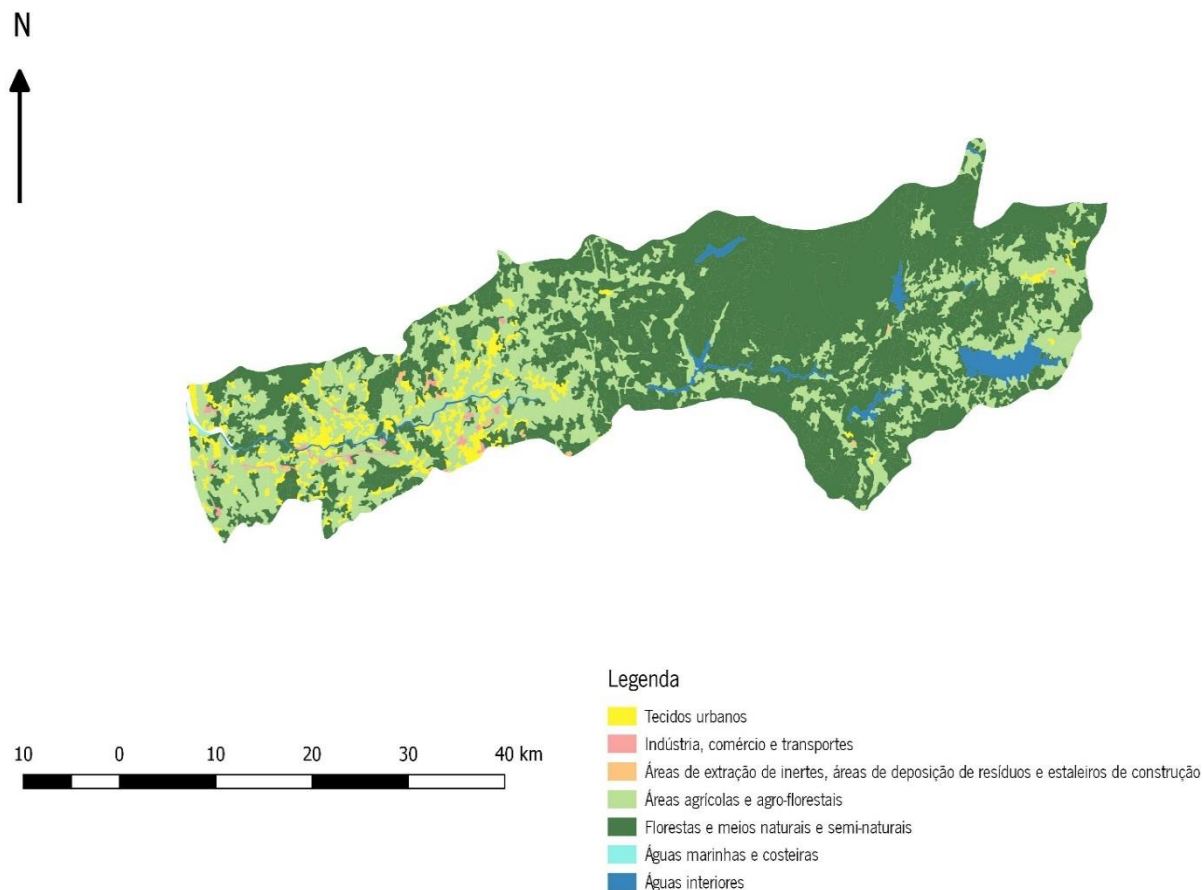 N
10 0 10 20 30 40 km
Legenda
Tecidos urbanos
Indústria, comércio e transportes
Áreas de extração de inertes, áreas de deposição de resíduos e estaleiros de construção
Áreas agrícolas e agro-florestais
Florestas e meios naturais e semi-naturais
Águas marinhas e costeiras
Águas interiores